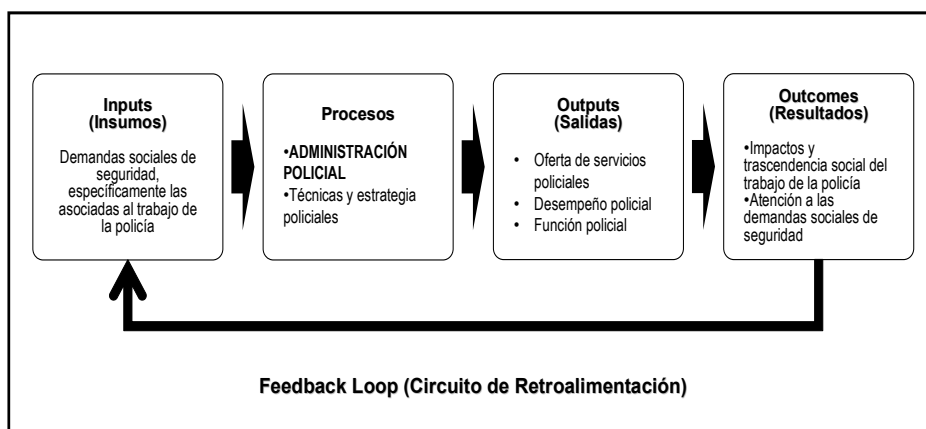 Inputs
(Insumos)
Demandas sociales de
seguridad,
específicamente las
asociadas al trabajo de
la policía
Procesos
•ADMINISTRACIÓN
POLICIAL
•Técnicas y estrategia
policiales
Outputs
(Salidas)
• Oferta de servicios
policiales
• Desempeño policial
• Función policial
Outcomes
(Resultados)
•Impactos y
trascendencia social del
trabajo de la policía
•Atención a las
demandas sociales de
seguridad
Feedback Loop (Circuito de Retroalimentación)